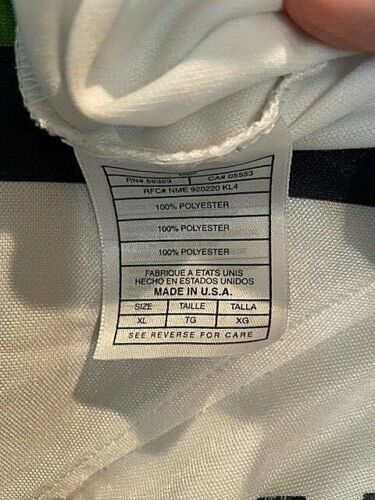 RN# 56323 CA# 05553
RFC# NME 920220 KL4
100% POLYESTER
100% POLYESTER
100% POLYESTER
FABRIQUE A ETATS UNIS
HECHO EN ESTADOS UNIDOS
MADE IN U.S.A.
SIZE TAILLE TALLA
XL TG XG
SEE REVERSE FOR CARE